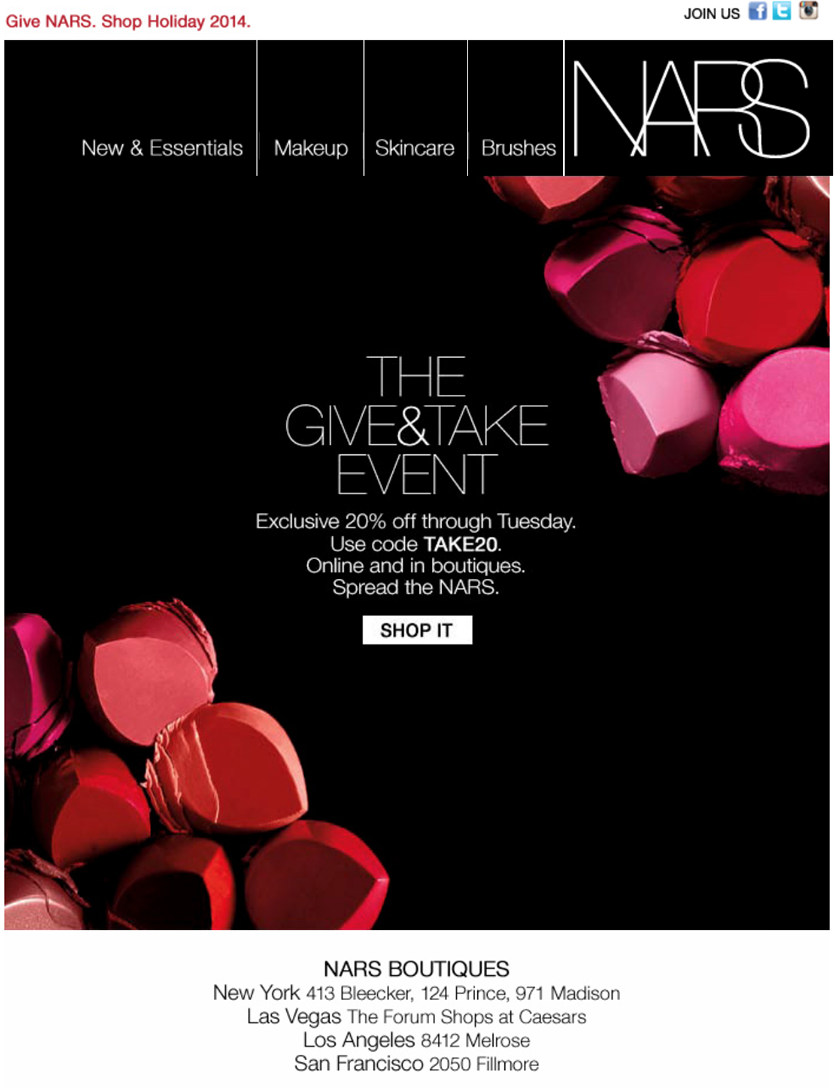 Give NARS. Shop Holiday 2014.
JOIN US
New & Essentials
Makeup
Skincare
Brushes
NARS
THE
GIVE&TAKE
EVENT
Exclusive 20% off through Tuesday.
Use code TAKE20.
Online and in boutiques.
Spread the NARS.
SHOP IT
NARS BOUTIQUES
New York 413 Bleecker, 124 Prince, 971 Madison
Las Vegas The Forum Shops at Caesars
Los Angeles 8412 Melrose
San Francisco 2050 Fillmore